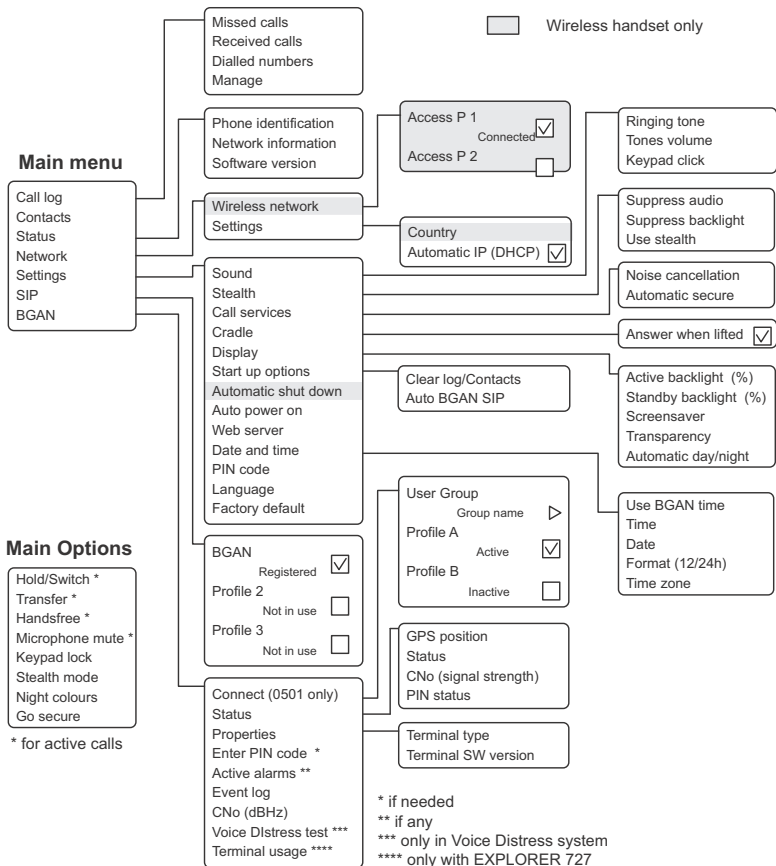 Wireless handset only
Main menu
Call log
Contacts
Status
Network
Settings
SIP
BGAN
Missed calls
Received calls
Dialled numbers
Manage
Phone identification
Network information
Software version
Wireless network
Settings
Access P 1
Connected
Access P 2
Country
Automatic IP (DHCP)
Sound
Stealth
Call services
Cradle
Display
Start up options
Automatic shut down
Auto power on
Web server
Date and time
PIN code
Language
Factory default
Ringing tone
Tones volume
Keypad click
Suppress audio
Suppress backlight
Use stealth
Noise cancellation
Automatic secure
Answer when lifted
Active backlight (%)
Standby backlight (%)
Screensaver
Transparency
Automatic day/night
Clear log/Contacts
Auto BGAN SIP
Use BGAN time
Time
Date
Format (12/24h)
Time zone
BGAN
Registered
Profile 2
Not in use
Profile 3
Not in use
User Group
Group name
Profile A
Active
Profile B
Inactive
Connect (0501 only)
Status
Properties
Enter PIN code *
Active alarms **
Event log
CNo (dBHz)
Voice DIstress test ***
Terminal usage ****
GPS position
Status
CNo (signal strength)
PIN status
Terminal type
Terminal SW version
* if needed
** if any
*** only in Voice Distress system
**** only with EXPLORER 727
Main Options
Hold/Switch *
Transfer *
Handsfree *
Microphone mute *
Keypad lock
Stealth mode
Night colours
Go secure
* for active calls